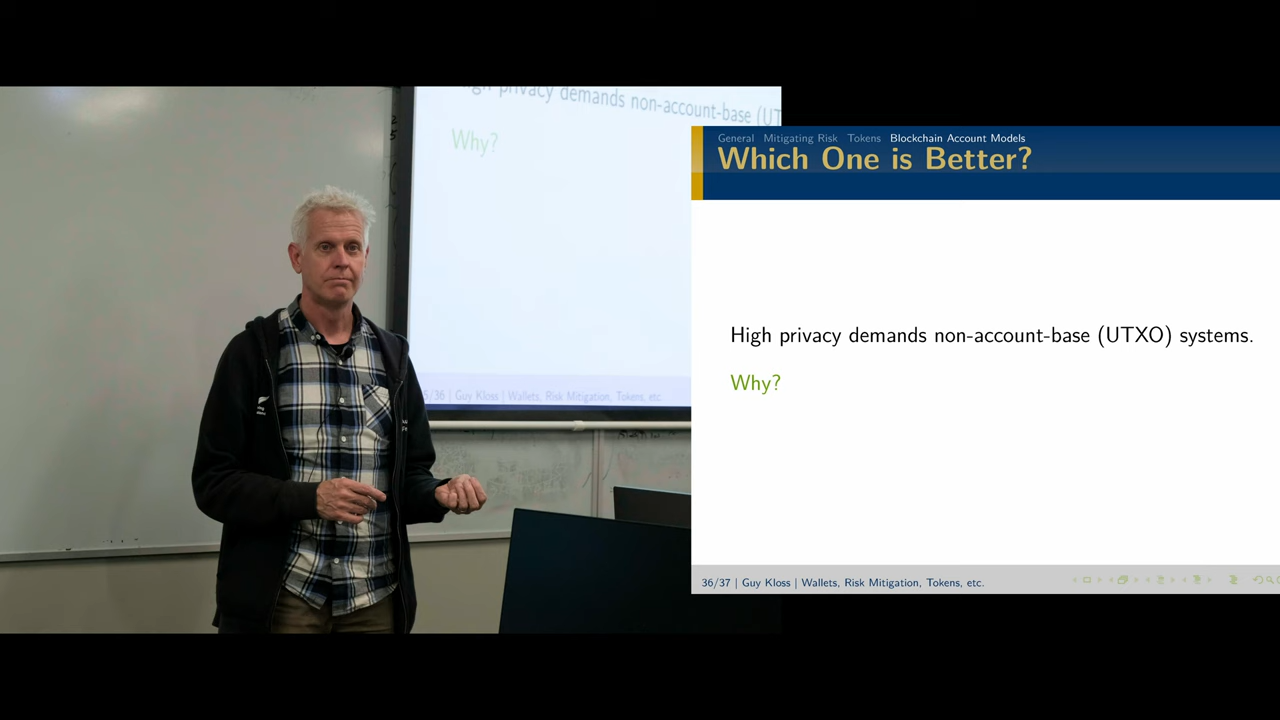 High privacy demands non-account-base (UT
Why?
5/36 | Guy Kloss | Wallets, Risk Mitigation, Tokens, etc.
General Mitigating Risk Tokens Blockchain Account Models
Which One is Better?
High privacy demands non-account-base (UTXO) systems.
Why?
36/37 | Guy Kloss | Wallets, Risk Mitigation, Tokens, etc.